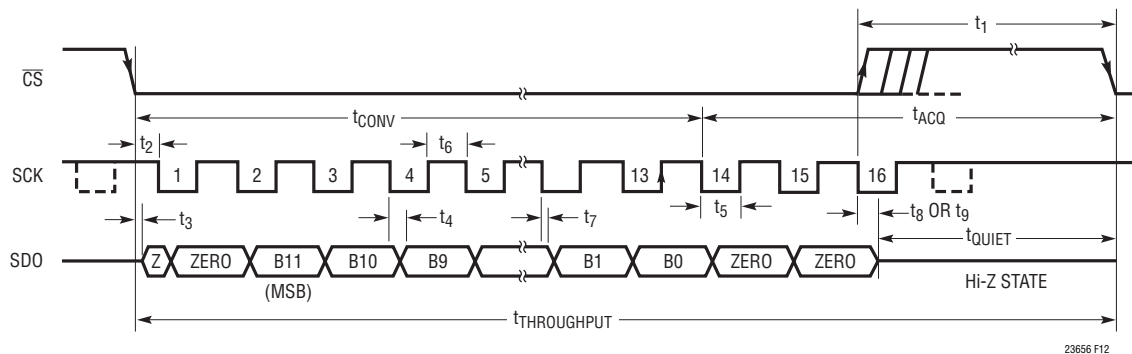 t1
CS
tCONV
tACQ
t2
t6
SCK
1
2
3
4
5
13
14
15
16
t3
t4
t7
t5
t8 OR t9
tQUIET
SDO
Z
ZERO
B11
B10
B9
B1
B0
ZERO
ZERO
(MSB)
Hi-Z STATE
tTHROUGHPUT
23656 F12